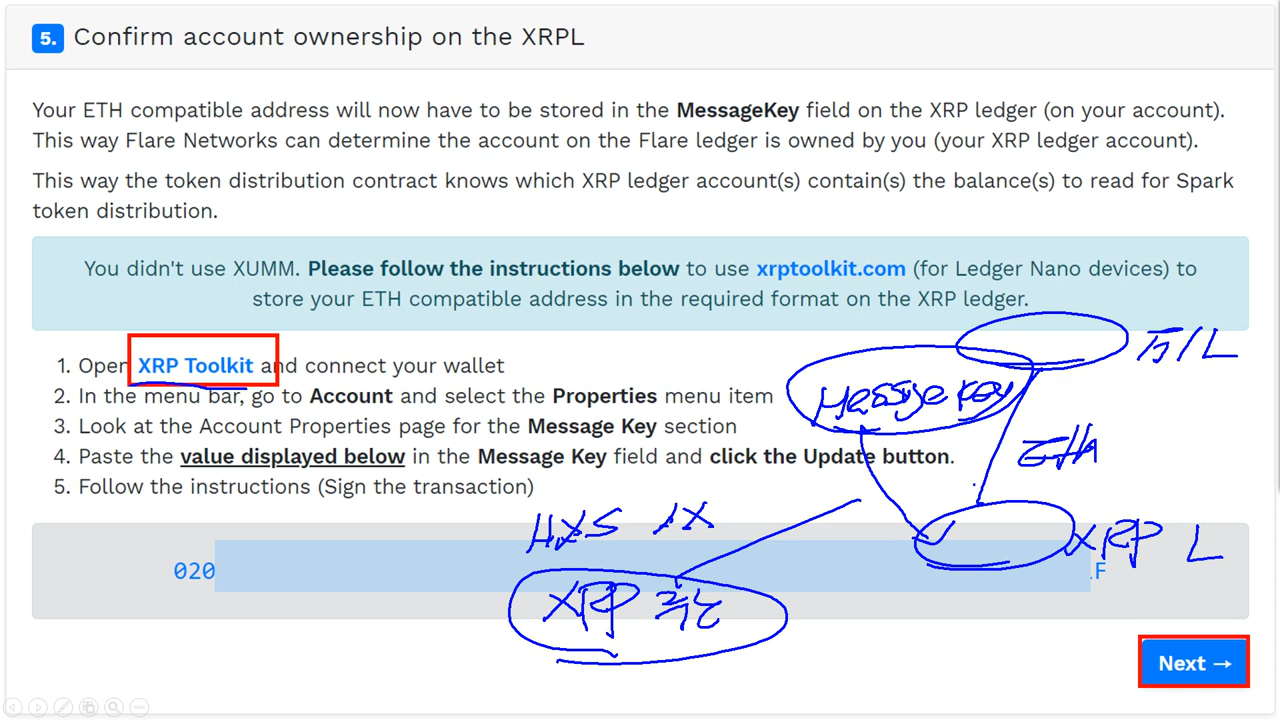 5. Confirm account ownership on the XRPL
Your ETH compatible address will now have to be stored in the MessageKey field on the XRP ledger (on your account).
This way Flare Networks can determine the account on the Flare ledger is owned by you (your XRP ledger account).
This way the token distribution contract knows which XRP ledger account(s) contain(s) the balance(s) to read for Spark
token distribution.
You didn't use XUMM. Please follow the instructions below to use xrptoolkit.com (for Ledger Nano devices) to
store your ETH compatible address in the required format on the XRP ledger.
1. Open XRP Toolkit and connect your wallet
2. In the menu bar, go to Account and select the Properties menu item
3. Look at the Account Properties page for the Message Key section
4. Paste the value displayed below in the Message Key field and click the Update button.
5. Follow the instructions (Sign the transaction)
Message Key
ETH
XRP L
XRP
020
F
Next →